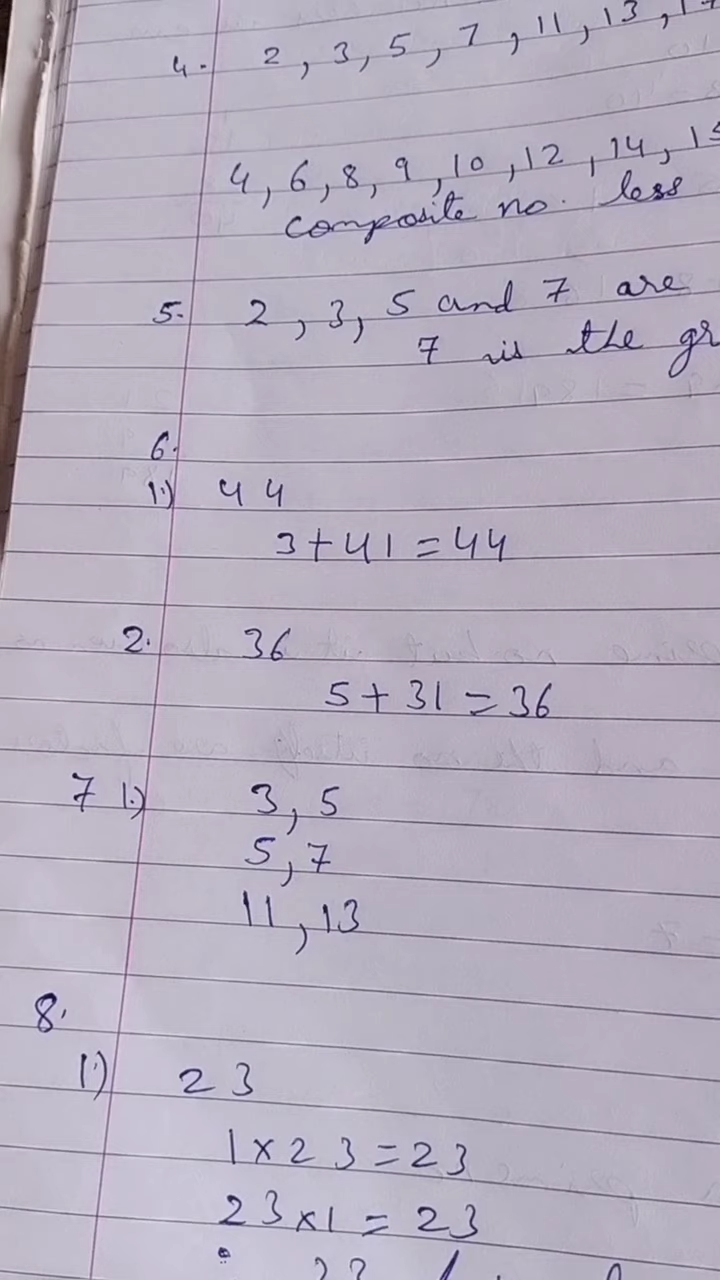 4. 2, 3, 5, 7, 11, 13,
4, 6, 8, 9, 10, 12, 14, 15
composite no. less
5. 2, 3, 5 and 7 are
7 is the gr
6.
1.) 44
3 + 41 = 44
2. 36
5 + 31 = 36
7 1.) 3, 5
5, 7
11, 13
8.
1.) 23
1 x 23 = 23
23 x 1 = 23